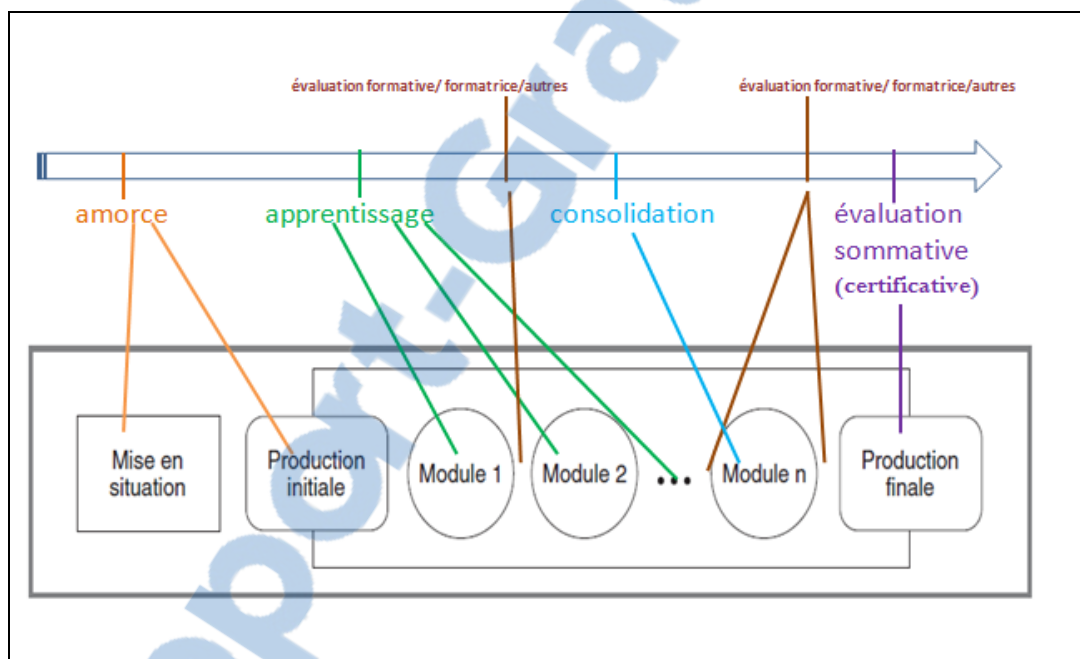 évaluation formative/ formatrice/autres
évaluation formative/ formatrice/autres
amorce
apprentissage
consolidation
évaluation
sommative
(certificative)
Mise en
situation
Production
initiale
Module 1
Module 2
...
Module n
Production
finale